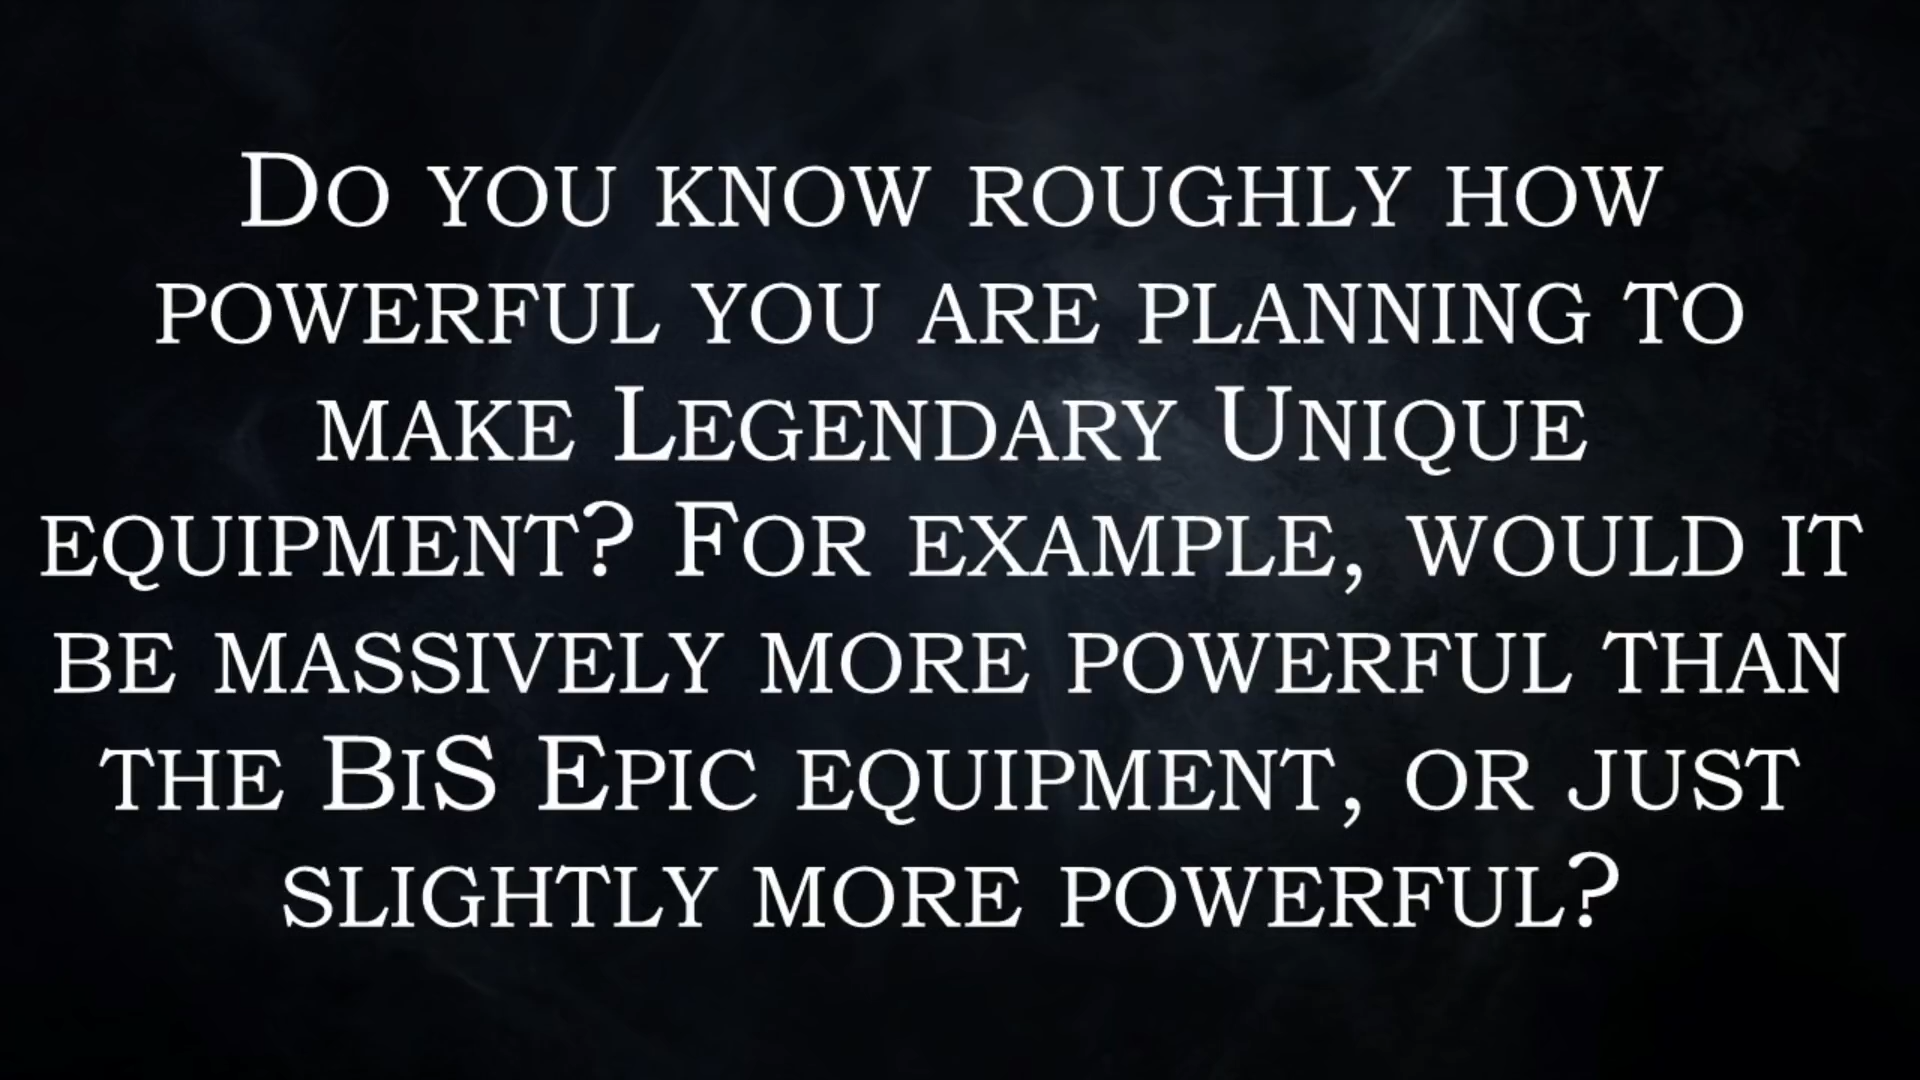 Do you know roughly how
powerful you are planning to
make Legendary Unique
equipment? For example, would it
be massively more powerful than
the BiS Epic equipment, or just
slightly more powerful?